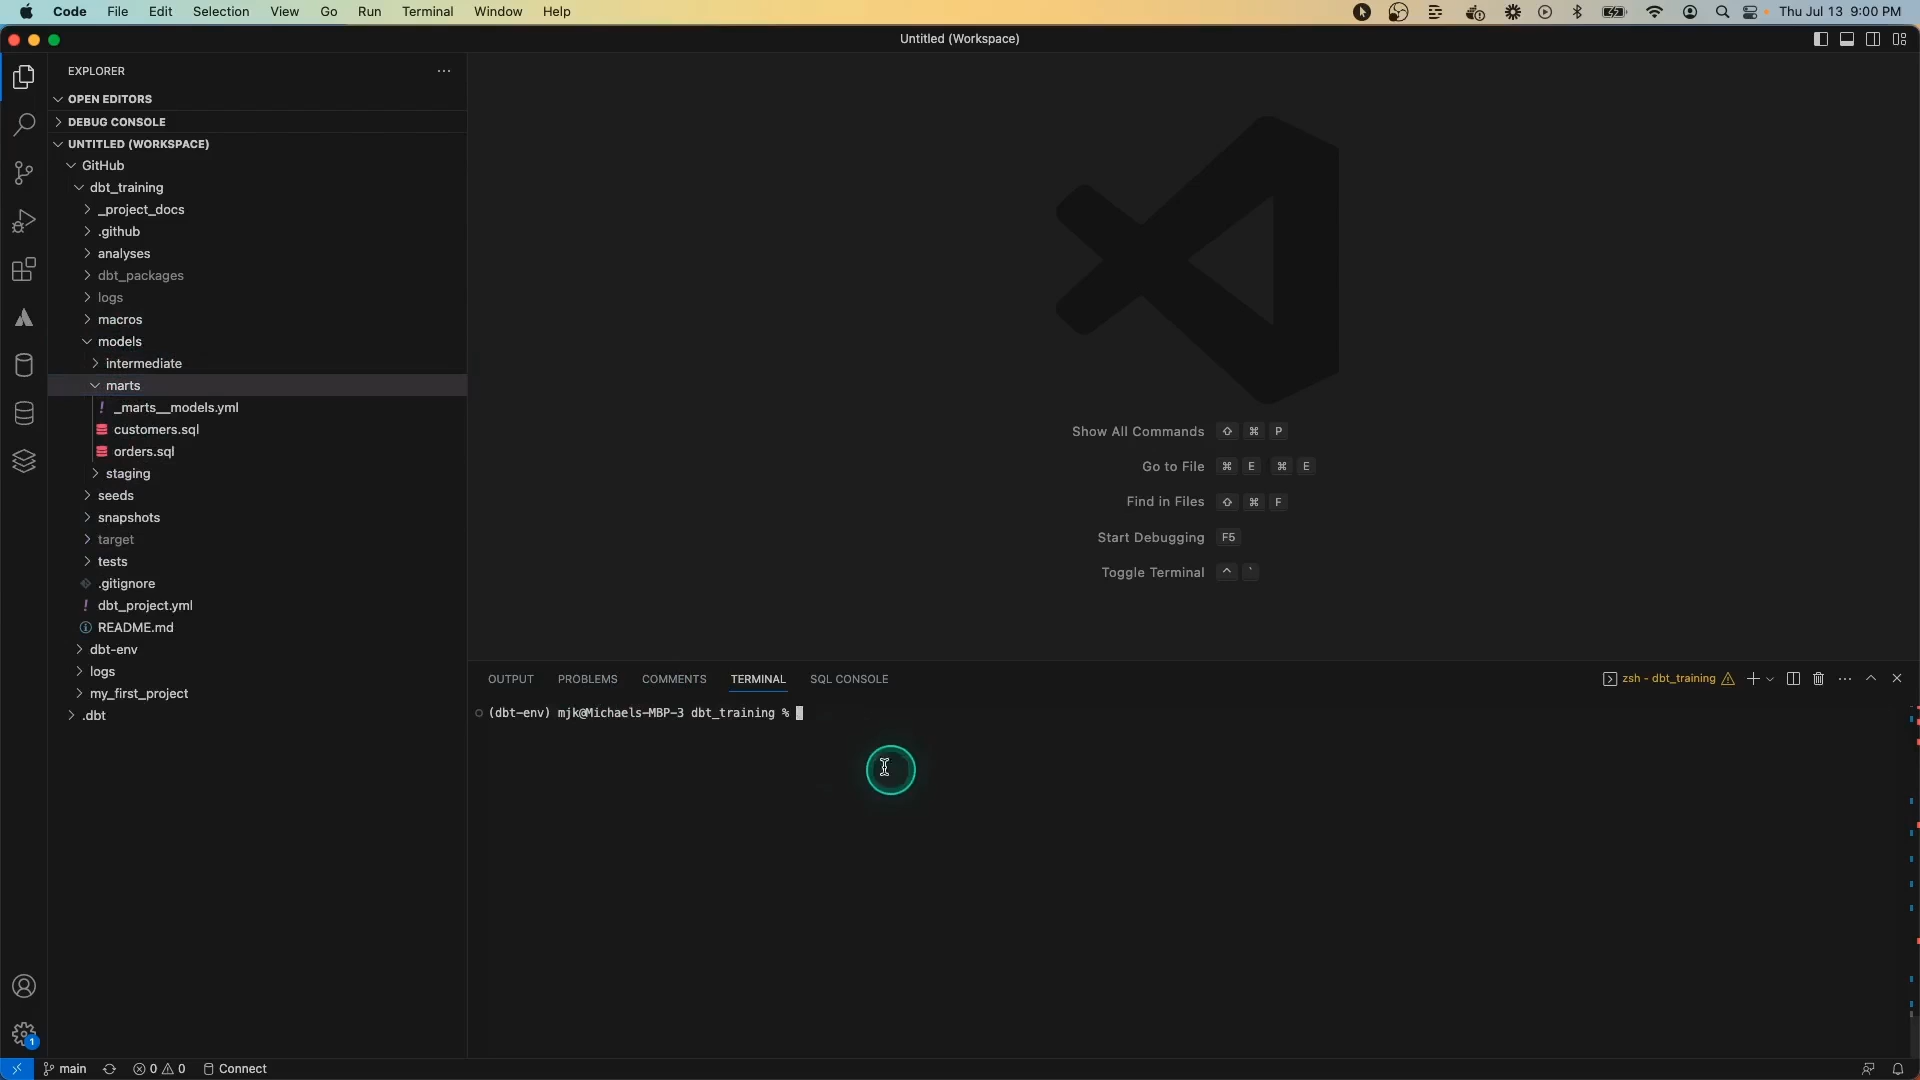 Code File Edit Selection View Go Run Terminal Window Help Thu Jul 13 9:00 PM
Untitled (Workspace)
EXPLORER
OPEN EDITORS
DEBUG CONSOLE
UNTITLED (WORKSPACE)
GitHub
dbt_training
_project_docs
.github
analyses
dbt_packages
logs
macros
models
intermediate
marts
! _marts__models.yml
customers.sql
orders.sql
staging
seeds
snapshots
target
tests
.gitignore
! dbt_project.yml
README.md
dbt-env
logs
my_first_project
.dbt
Show All Commands ⇧ ⌘ P
Go to File ⌘ E ⌘ E
Find in Files ⇧ ⌘ F
Start Debugging F5
Toggle Terminal ^ `
OUTPUT PROBLEMS COMMENTS TERMINAL SQL CONSOLE zsh - dbt_training
(dbt-env) mjk@Michaels-MBP-3 dbt_training %
1
main 0 0 Connect